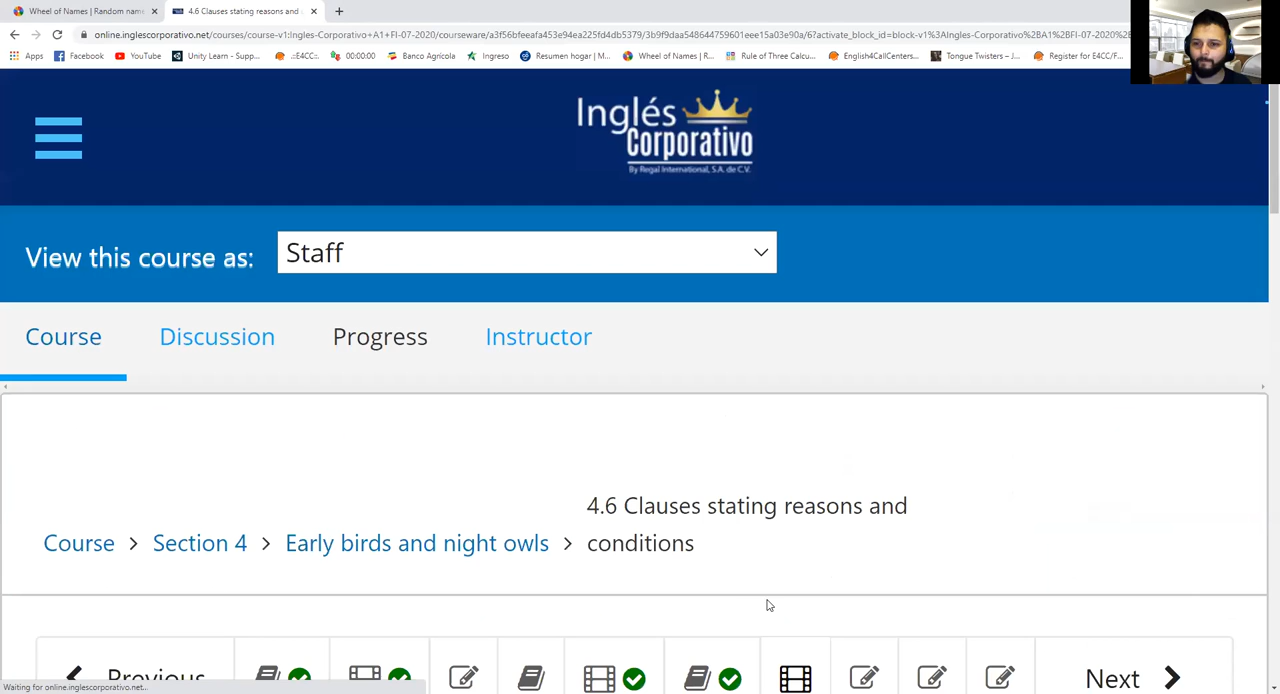 Wheel of Names | Random name
4.6 Clauses stating reasons and
online.inglescorporativo.net/courses/course-v1:Ingles-Corporativo+A1+FI-07-2020/courseware/a3f56bfeeafa453e94ea225fd4db5379/3b9f9daa548644759601eee15a03e90a/6?activate_block_id=block-v1%3AIngles-Corporativo%2BA1%2BFI-07-2020%2B
Apps Facebook YouTube Unity Learn - Supp... .::E4CC::. 00:00:00 Banco Agrícola Ingreso Resumen hogar | M... Wheel of Names | R... Rule of Three Calcu... English4CallCenters... Tongue Twisters – J... Register for E4CC/F...
Inglés
Corporativo
By Regal International, S.A. de C.V.
View this course as: Staff
Course Discussion Progress Instructor
4.6 Clauses stating reasons and
Course > Section 4 > Early birds and night owls > conditions
Previous Next
Waiting for online.inglescorporativo.net...